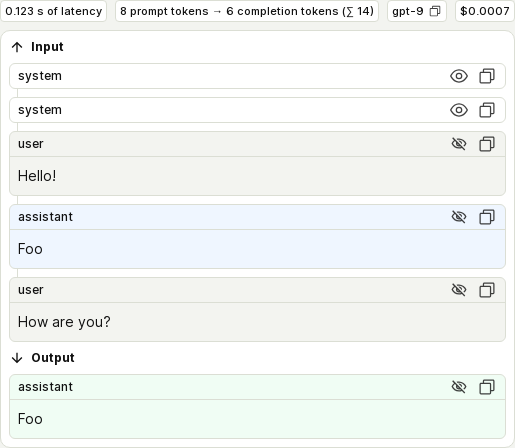 0.123 s of latency
8 prompt tokens → 6 completion tokens (∑ 14)
gpt-9
$0.0007
Input
system
system
user
Hello!
assistant
Foo
user
How are you?
Output
assistant
Foo